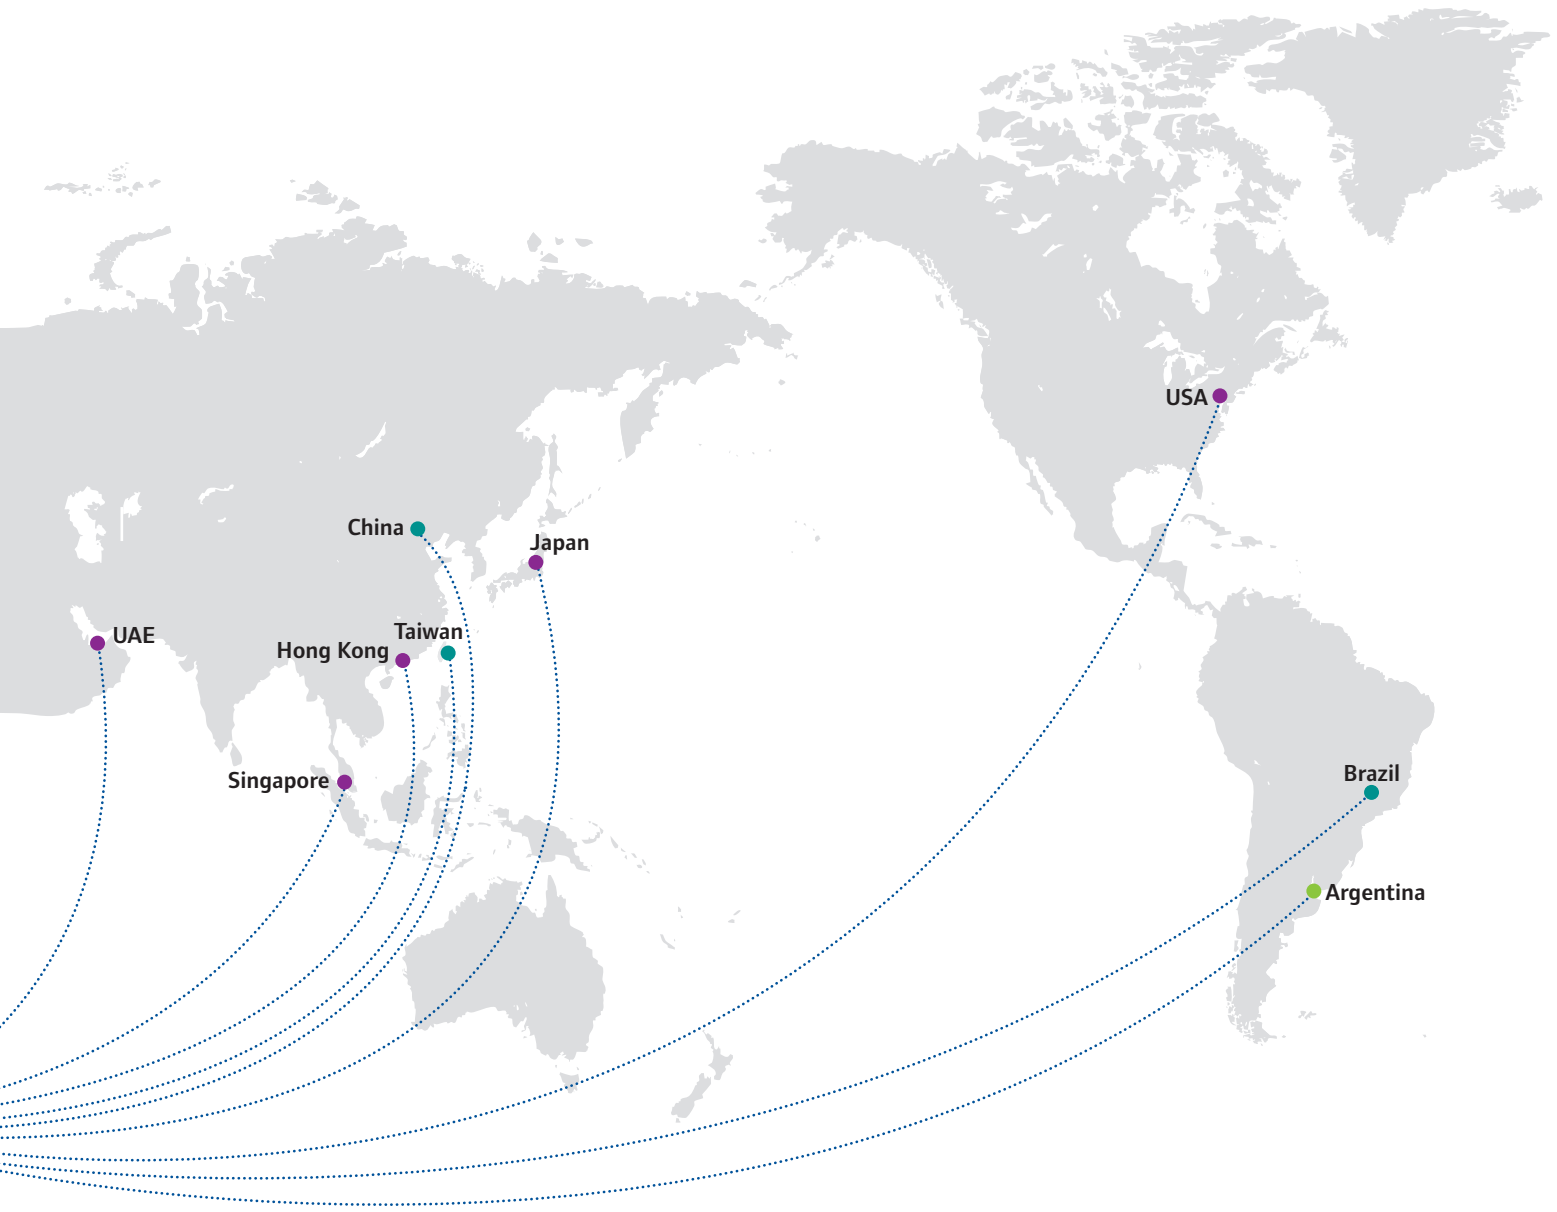 USA
China
Japan
Taiwan
UAE
Hong Kong
Singapore
Brazil
Argentina